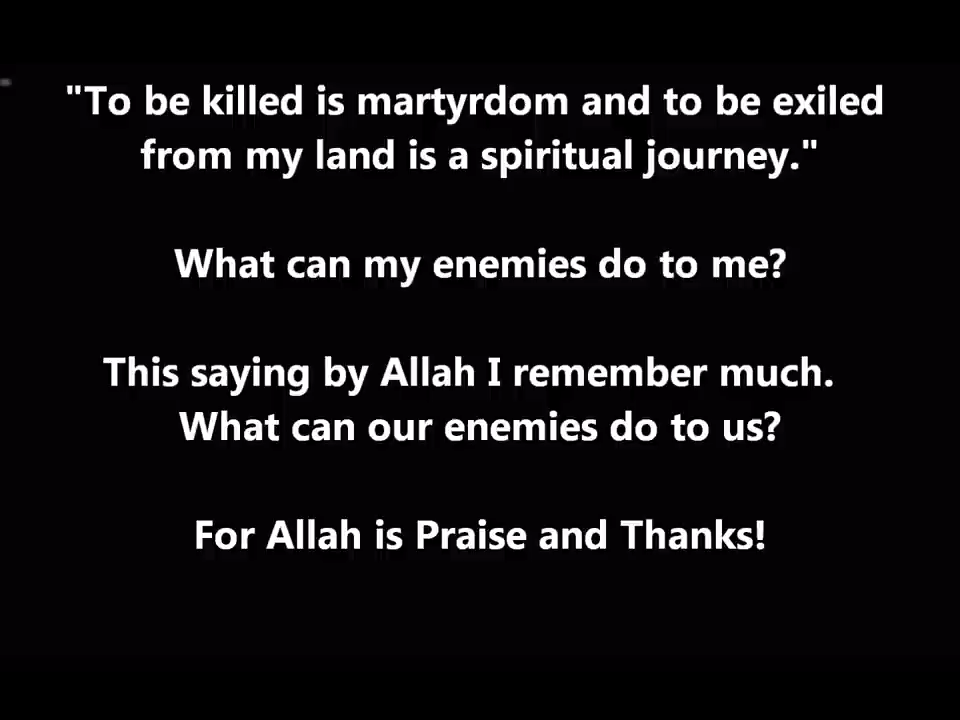 "To be killed is martyrdom and to be exiled
from my land is a spiritual journey."
What can my enemies do to me?
This saying by Allah I remember much.
What can our enemies do to us?
For Allah is Praise and Thanks!